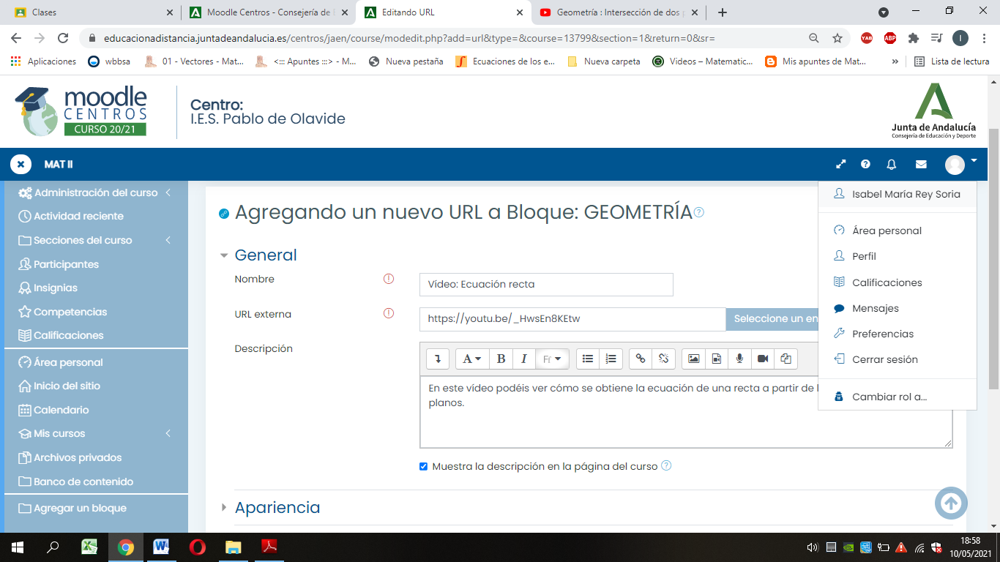 Clases
Moodle Centros - Consejería de E
Editando URL
Geometría : Intersección de dos p
educacionadistancia.juntadeandalucia.es/centros/jaen/course/modedit.php?add=url&type=&course=13799&section=1&return=0&sr=
YAB
ABP
I
Aplicaciones
wbbsa
01 - Vectores - Mat...
<::: Apuntes :::> - M...
Nueva pestaña
Ecuaciones de los e...
Nueva carpeta
Videos – Matematic...
Mis apuntes de Mat...
»
Lista de lectura
moodle
CENTROS
CURSO 20/21
Centro:
I.E.S. Pablo de Olavide
Junta de Andalucía
Consejería de Educación y Deporte
MAT II
Administración del curso
Actividad reciente
Secciones del curso
Participantes
Insignias
Competencias
Calificaciones
Área personal
Inicio del sitio
Calendario
Mis cursos
Archivos privados
Banco de contenido
Agregar un bloque
Agregando un nuevo URL a Bloque: GEOMETRÍA
General
Nombre
Vídeo: Ecuación recta
URL externa
https://youtu.be/_HwsEn8KEtw
Seleccione un en
Descripción
A B I Ff
En este vídeo podéis ver cómo se obtiene la ecuación de una recta a partir de
planos.
Muestra la descripción en la página del curso
Apariencia
Isabel María Rey Soria
Área personal
Perfil
Calificaciones
Mensajes
Preferencias
Cerrar sesión
Cambiar rol a...
18:58
10/05/2021